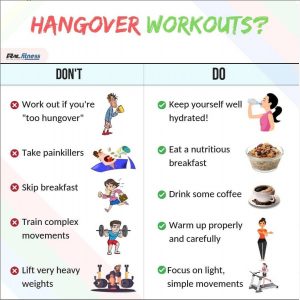 HANGOVER WORKOUTS?
DON'T
DO
Work out if you're
"too hungover"
Take painkillers
Skip breakfast
Train complex
movements
Lift very heavy
weights
Keep yourself well
hydrated!
Eat a nutritious
breakfast
Drink some coffee
Warm up properly
and carefully
Focus on light,
simple movements